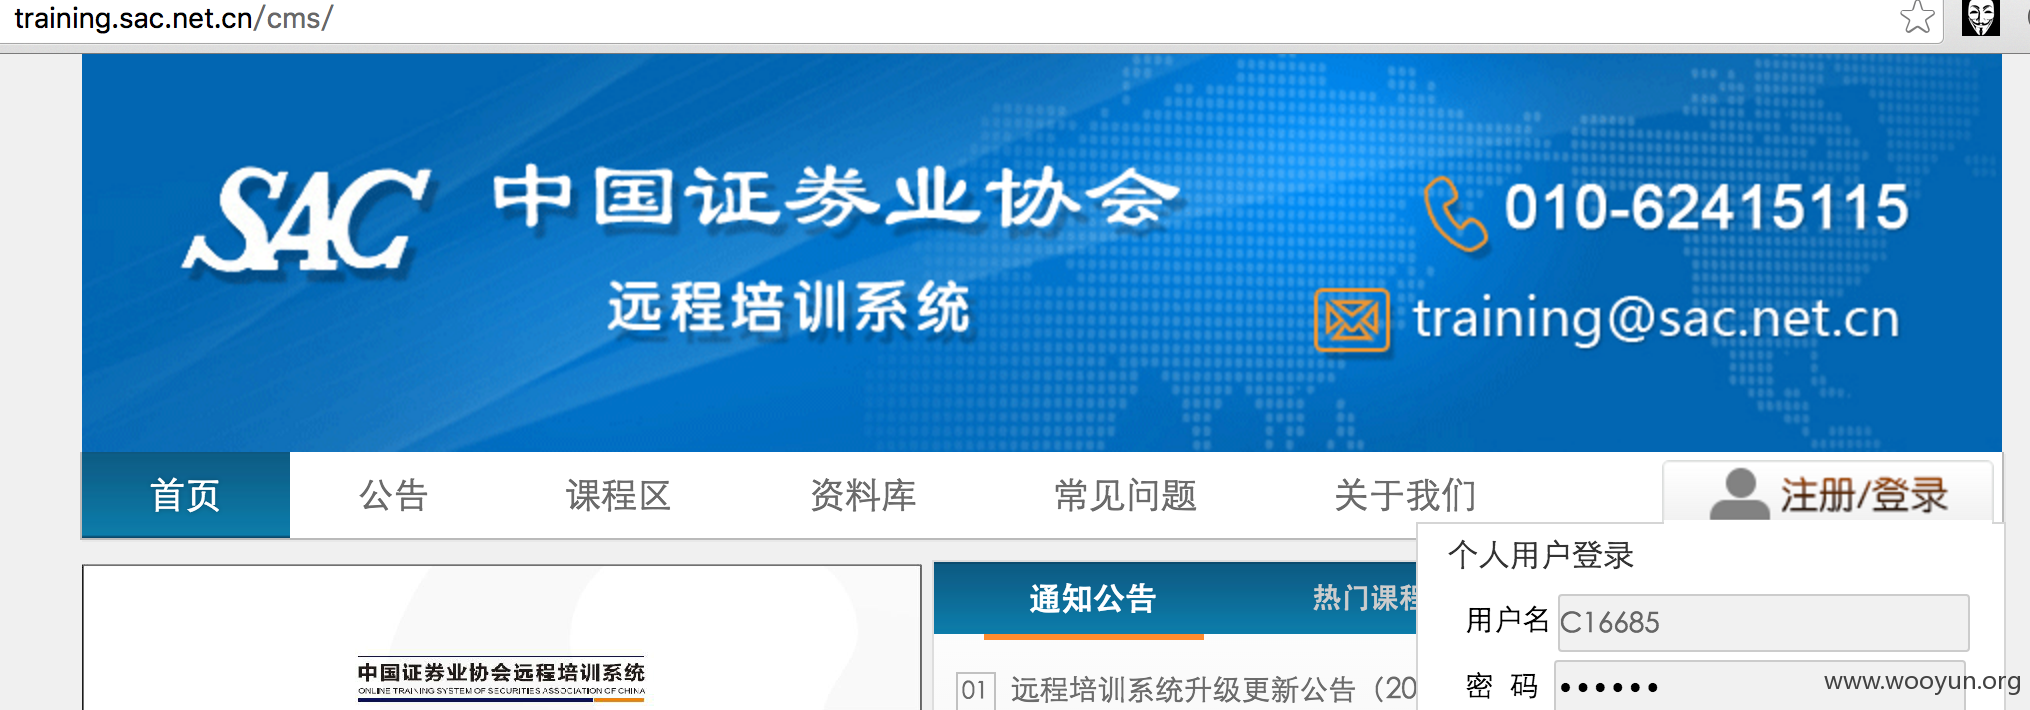 training.sac.net.cn/cms/
SAC 中国证券业协会
远程培训系统
010-62415115
training@sac.net.cn
首页 公告 课程区 资料库 常见问题 关于我们 注册/登录
个人用户登录
用户名 C16685
密 码 ••••••
通知公告 热门课程
01 远程培训系统升级更新公告（20
中国证券业协会远程培训系统
ONLINE TRAINING SYSTEM OF SECURITIES ASSOCIATION OF CHINA
www.wooyun.org